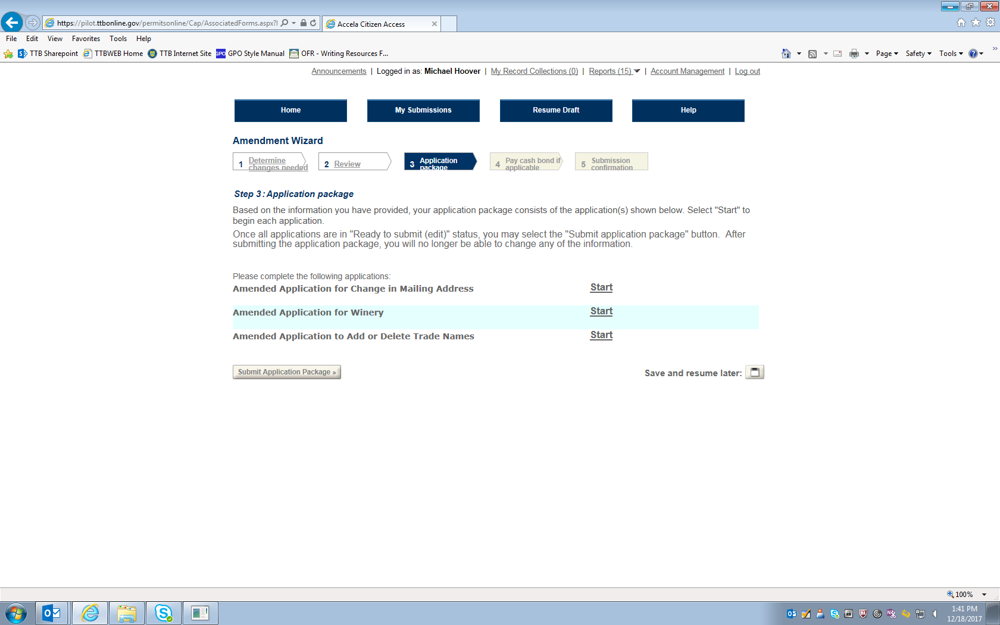 https://pilot.ttbonline.gov/permitsonline/Cap/AssociatedForms.aspx?l
Accela Citizen Access
File Edit View Favorites Tools Help
TTB Sharepoint TTBWEB Home TTB Internet Site GPO GPO Style Manual OFR - Writing Resources F...
Page Safety Tools
Announcements | Logged in as: Michael Hoover | My Record Collections (0) | Reports (15) | Account Management | Log out
Home My Submissions Resume Draft Help
Amendment Wizard
1 Determine changes needed
2 Review
3 Application package
4 Pay cash bond if applicable
5 Submission confirmation
Step 3: Application package
Based on the information you have provided, your application package consists of the application(s) shown below. Select "Start" to
begin each application.
Once all applications are in "Ready to submit (edit)" status, you may select the "Submit application package" button. After
submitting the application package, you will no longer be able to change any of the information.
Please complete the following applications:
Amended Application for Change in Mailing Address Start
Amended Application for Winery Start
Amended Application to Add or Delete Trade Names Start
Submit Application Package » Save and resume later:
100%
1:41 PM
12/18/2017